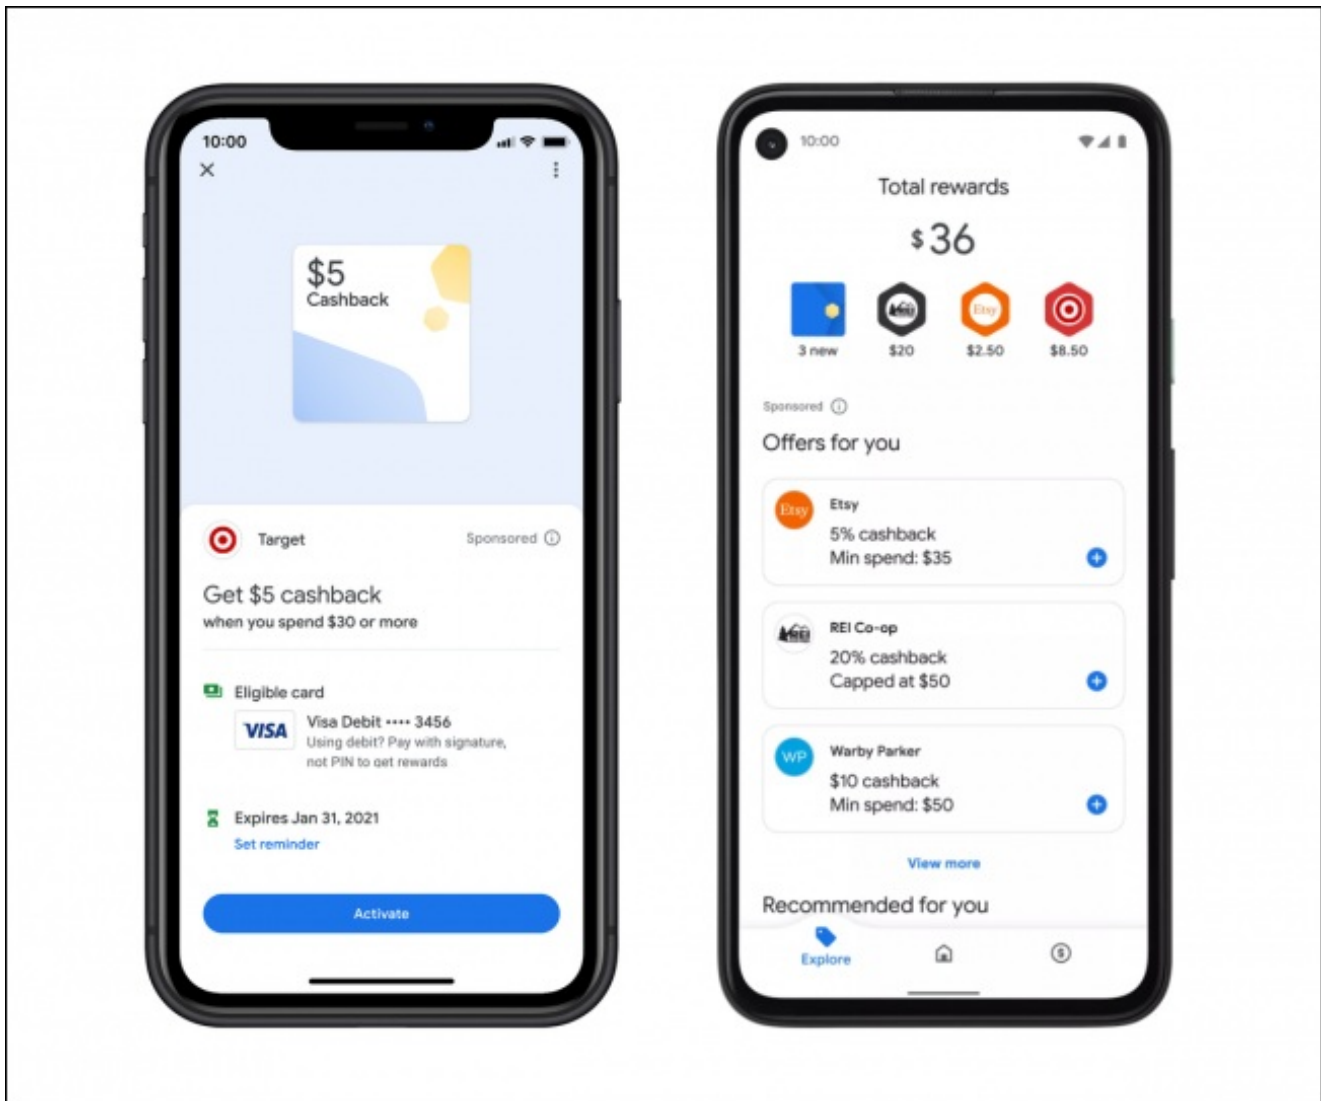 10:00
$5
Cashback
Target
Sponsored
Get $5 cashback
when you spend $30 or more
Eligible card
VISA
Visa Debit •••• 3456
Using debit? Pay with signature,
not PIN to get rewards
Expires Jan 31, 2021
Set reminder
Activate
10:00
Total rewards
$36
REI
Etsy
3 new
$20
$2.50
$8.50
Sponsored
Offers for you
Etsy
Etsy
5% cashback
Min spend: $35
REI
REI Co-op
20% cashback
Capped at $50
WP
Warby Parker
$10 cashback
Min spend: $50
View more
Recommended for you
Explore
$